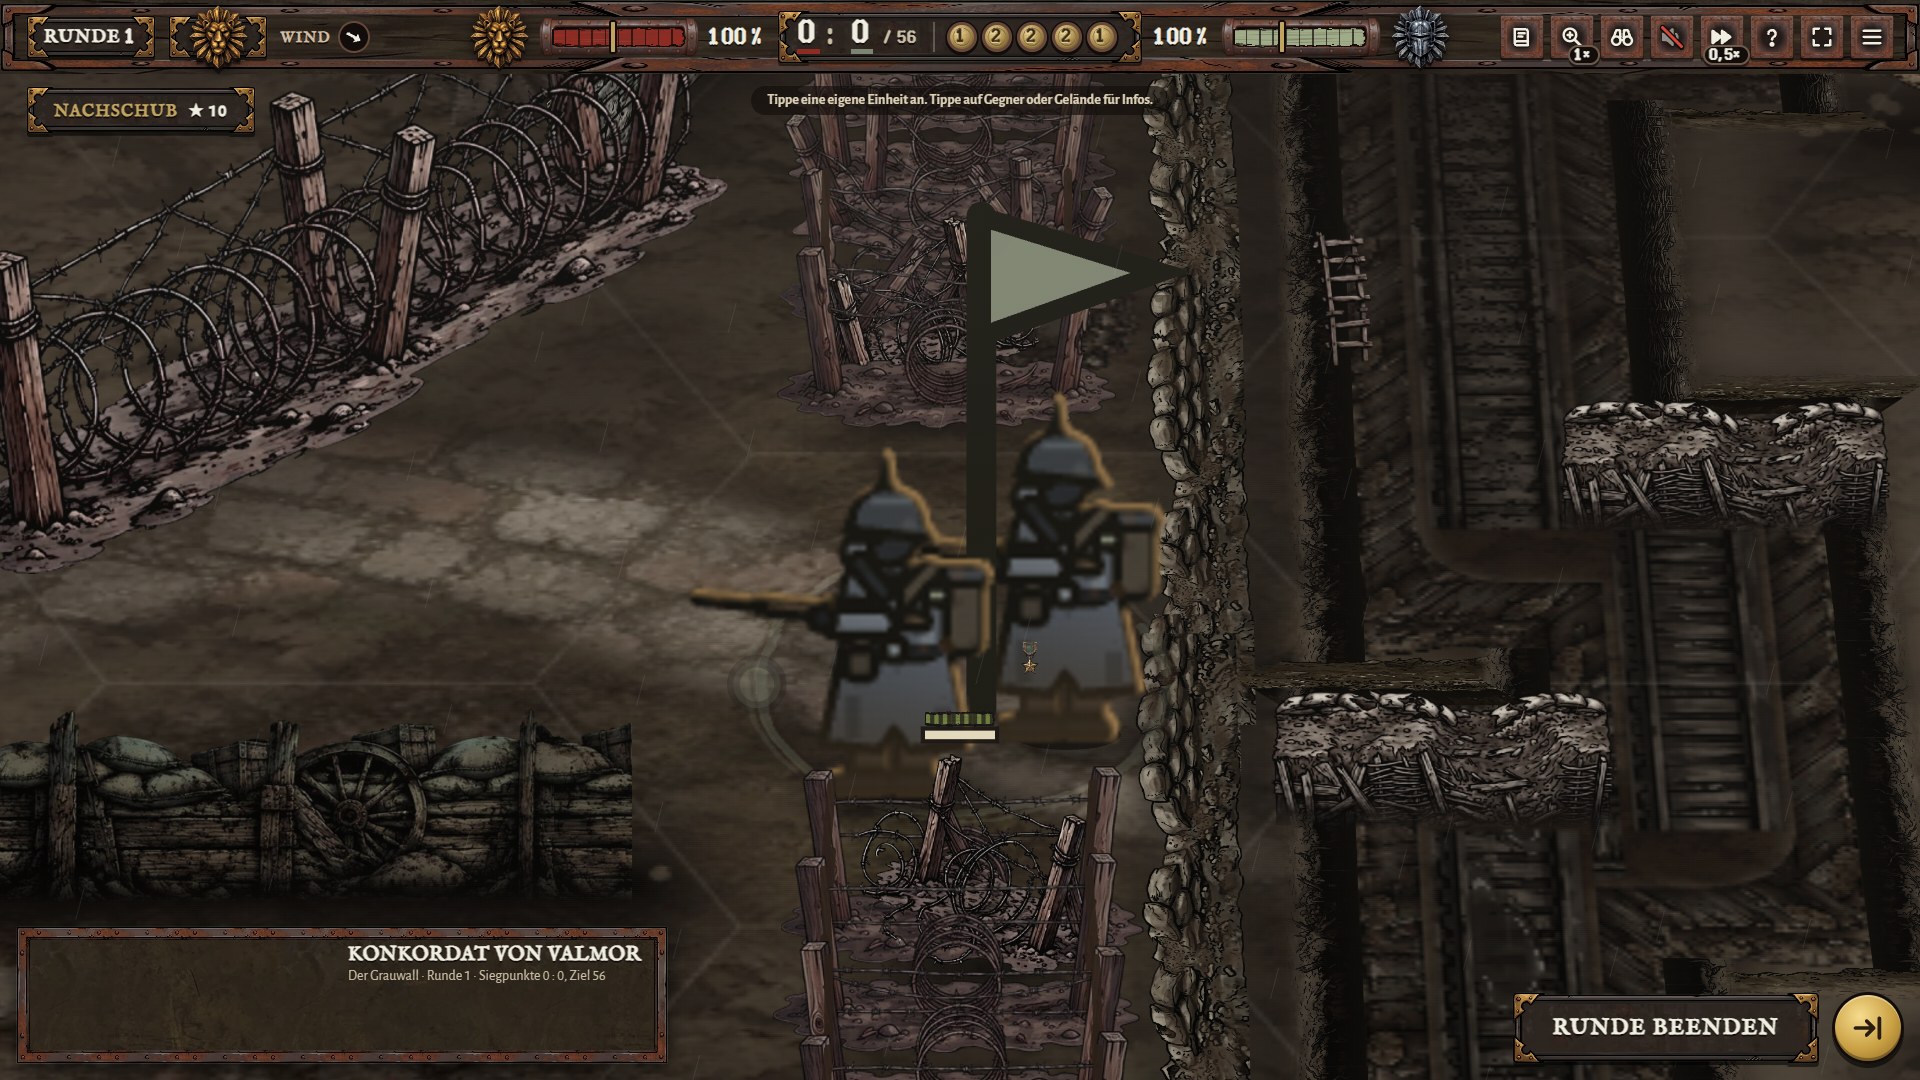 RUNDE 1
WIND
100 %
0 : 0 / 56
1 2 2 2 1
100 %
1×
0,5×
?
NACHSCHUB ★ 10
Tippe eine eigene Einheit an. Tippe auf Gegner oder Gelände für Infos.
KONKORDAT VON VALMOR
Der Grauwall · Runde 1 · Siegpunkte 0 : 0, Ziel 56
RUNDE BEENDEN